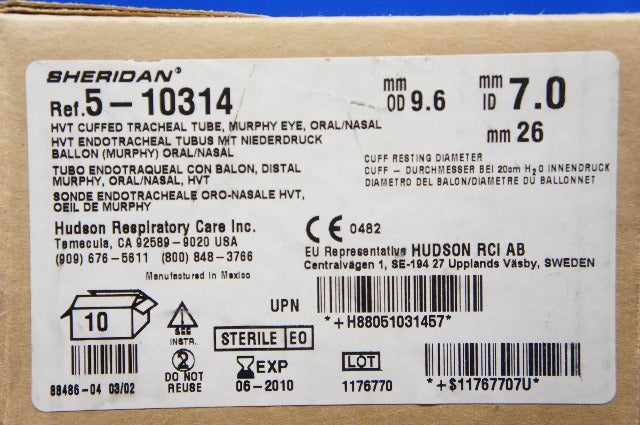 SHERIDAN®
Ref. 5-10314
mm OD 9.6
mm ID 7.0
mm 26
HVT CUFFED TRACHEAL TUBE, MURPHY EYE, ORAL/NASAL
HVT ENDOTRACHEAL TUBUS MIT NIEDERDRUCK
BALLON (MURPHY) ORAL/NASAL
TUBO ENDOTRAQUEAL CON BALON, DISTAL
MURPHY, ORAL/NASAL, HVT
SONDE ENDOTRACHEALE ORO-NASALE HVT,
OEIL DE MURPHY
CUFF RESTING DIAMETER
CUFF - DURCHMESSER BEI 20cm H2O INNENDRUCK
DIAMETRO DEL BALON/DIAMETRE DU BALLONNET
Hudson Respiratory Care Inc.
Temecula, CA 92589-9020 USA
(909) 676-5611 (800) 848-3766
Manufactured in Mexico
CE 0482
EU Representative HUDSON RCI AB
Centralvägen 1, SE-194 27 Upplands Väsby, SWEDEN
UPN
*+H88051031457*
10
SEE
INSTR.
STERILE EO
2
DO NOT
REUSE
EXP
06-2010
LOT
1176770
*+$11767707U*
88486-04 03/02